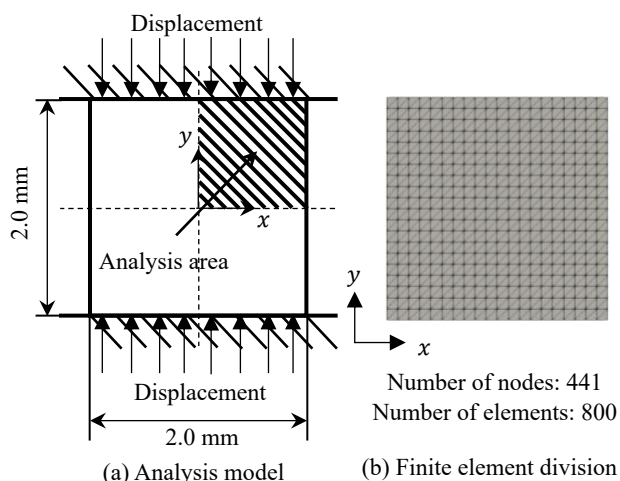 Displacement
y
x
2.0 mm
Analysis area
Displacement
2.0 mm
(a) Analysis model
y
x
Number of nodes: 441
Number of elements: 800
(b) Finite element division